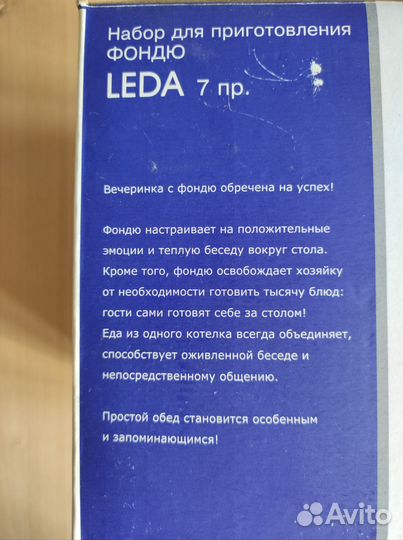 Набор для приготовления
ФОНДЮ
LEDA 7 пр.
Вечеринка с фондю обречена на успех!
Фондю настраивает на положительные
эмоции и теплую беседу вокруг стола.
Кроме того, фондю освобождает хозяйку
от необходимости готовить тысячу блюд:
гости сами готовят себе за столом!
Еда из одного котелка всегда объединяет,
способствует оживленной беседе и
непосредственному общению.
Простой обед становится особенным
и запоминающимся!
Avito